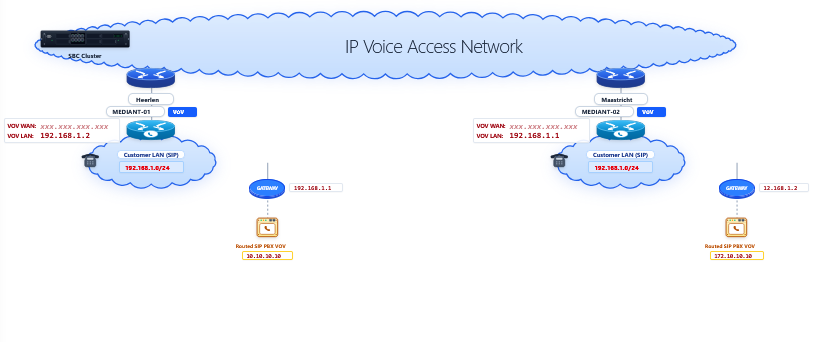 IP Voice Access Network
SBC Cluster
Heerlen
MEDIANT-01
VoV
VOV WAN: xxx.xxx.xxx.xxx
VOV LAN: 192.168.1.2
Customer LAN (SIP)
192.168.1.0/24
GATEWAY
192.168.1.1
Routed SIP PBX VOV
10.10.10.10
Maastricht
MEDIANT-02
VoV
VOV WAN: xxx.xxx.xxx.xxx
VOV LAN: 192.168.1.1
Customer LAN (SIP)
192.168.1.0/24
GATEWAY
12.168.1.2
Routed SIP PBX VOV
172.10.10.10